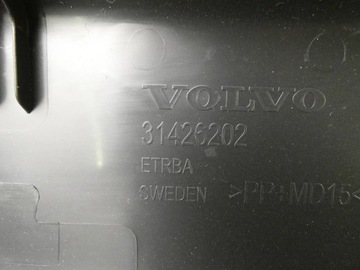 VOLVO
31426202
ETRBA
SWEDEN >PP+MD15<